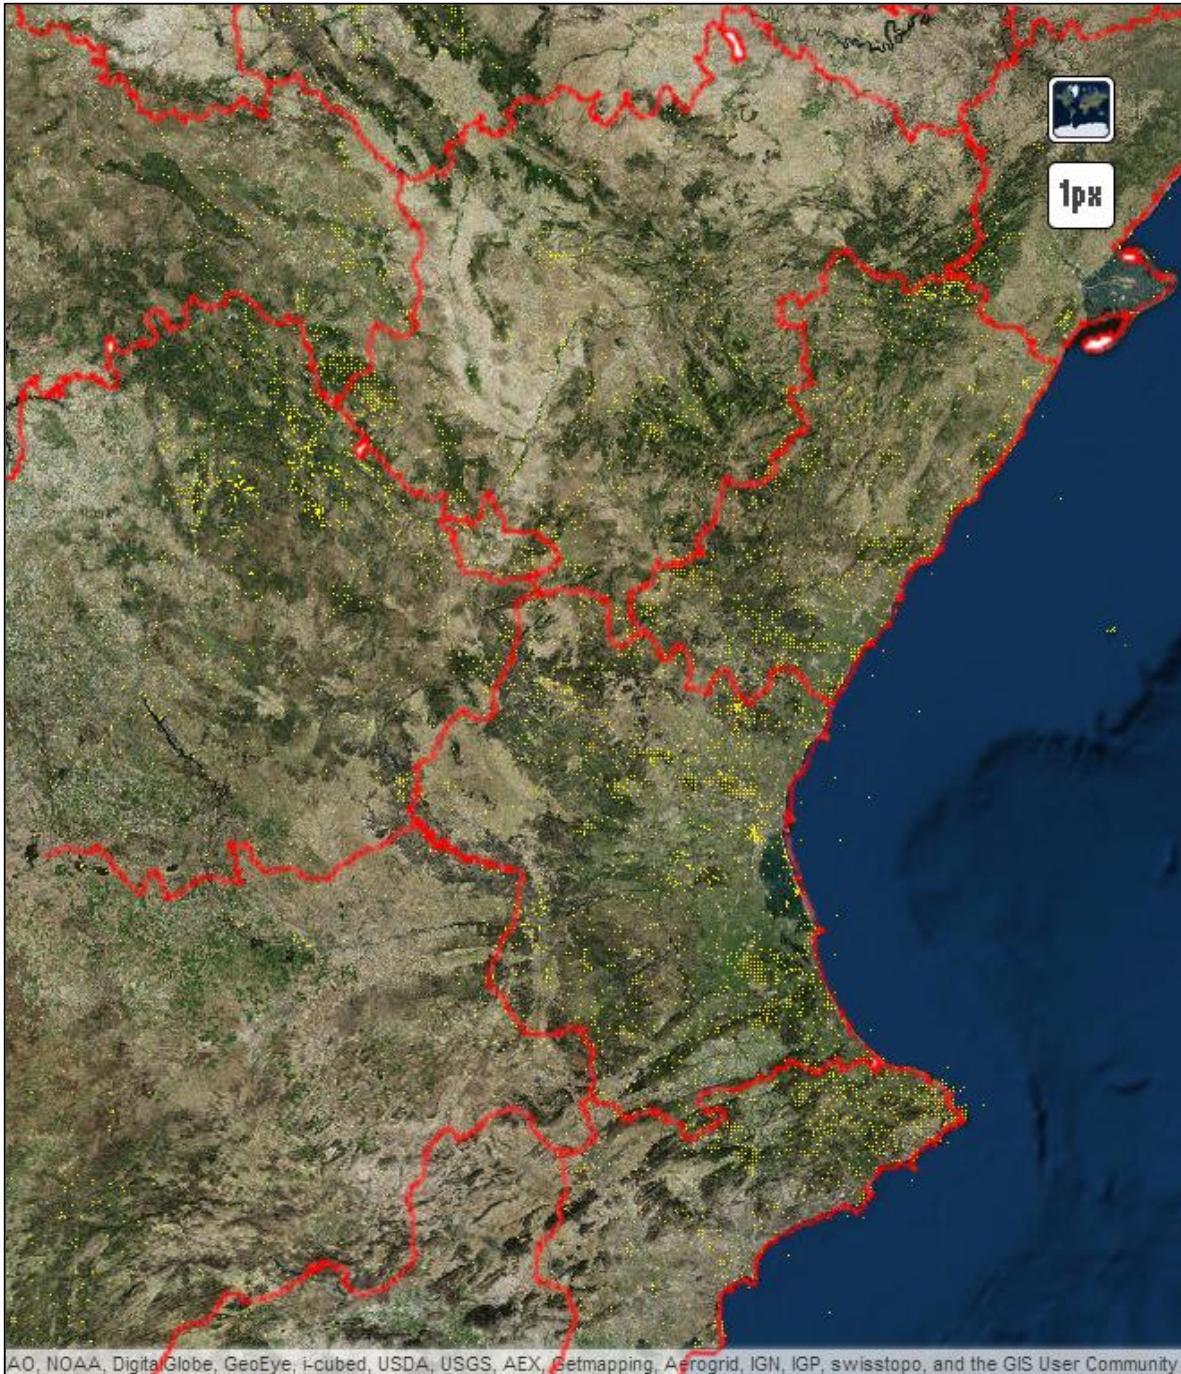 1px
AO, NOAA, DigitalGlobe, GeoEye, i-cubed, USDA, USGS, AEX, Getmapping, Aerogrid, IGN, IGP, swisstopo, and the GIS User Community